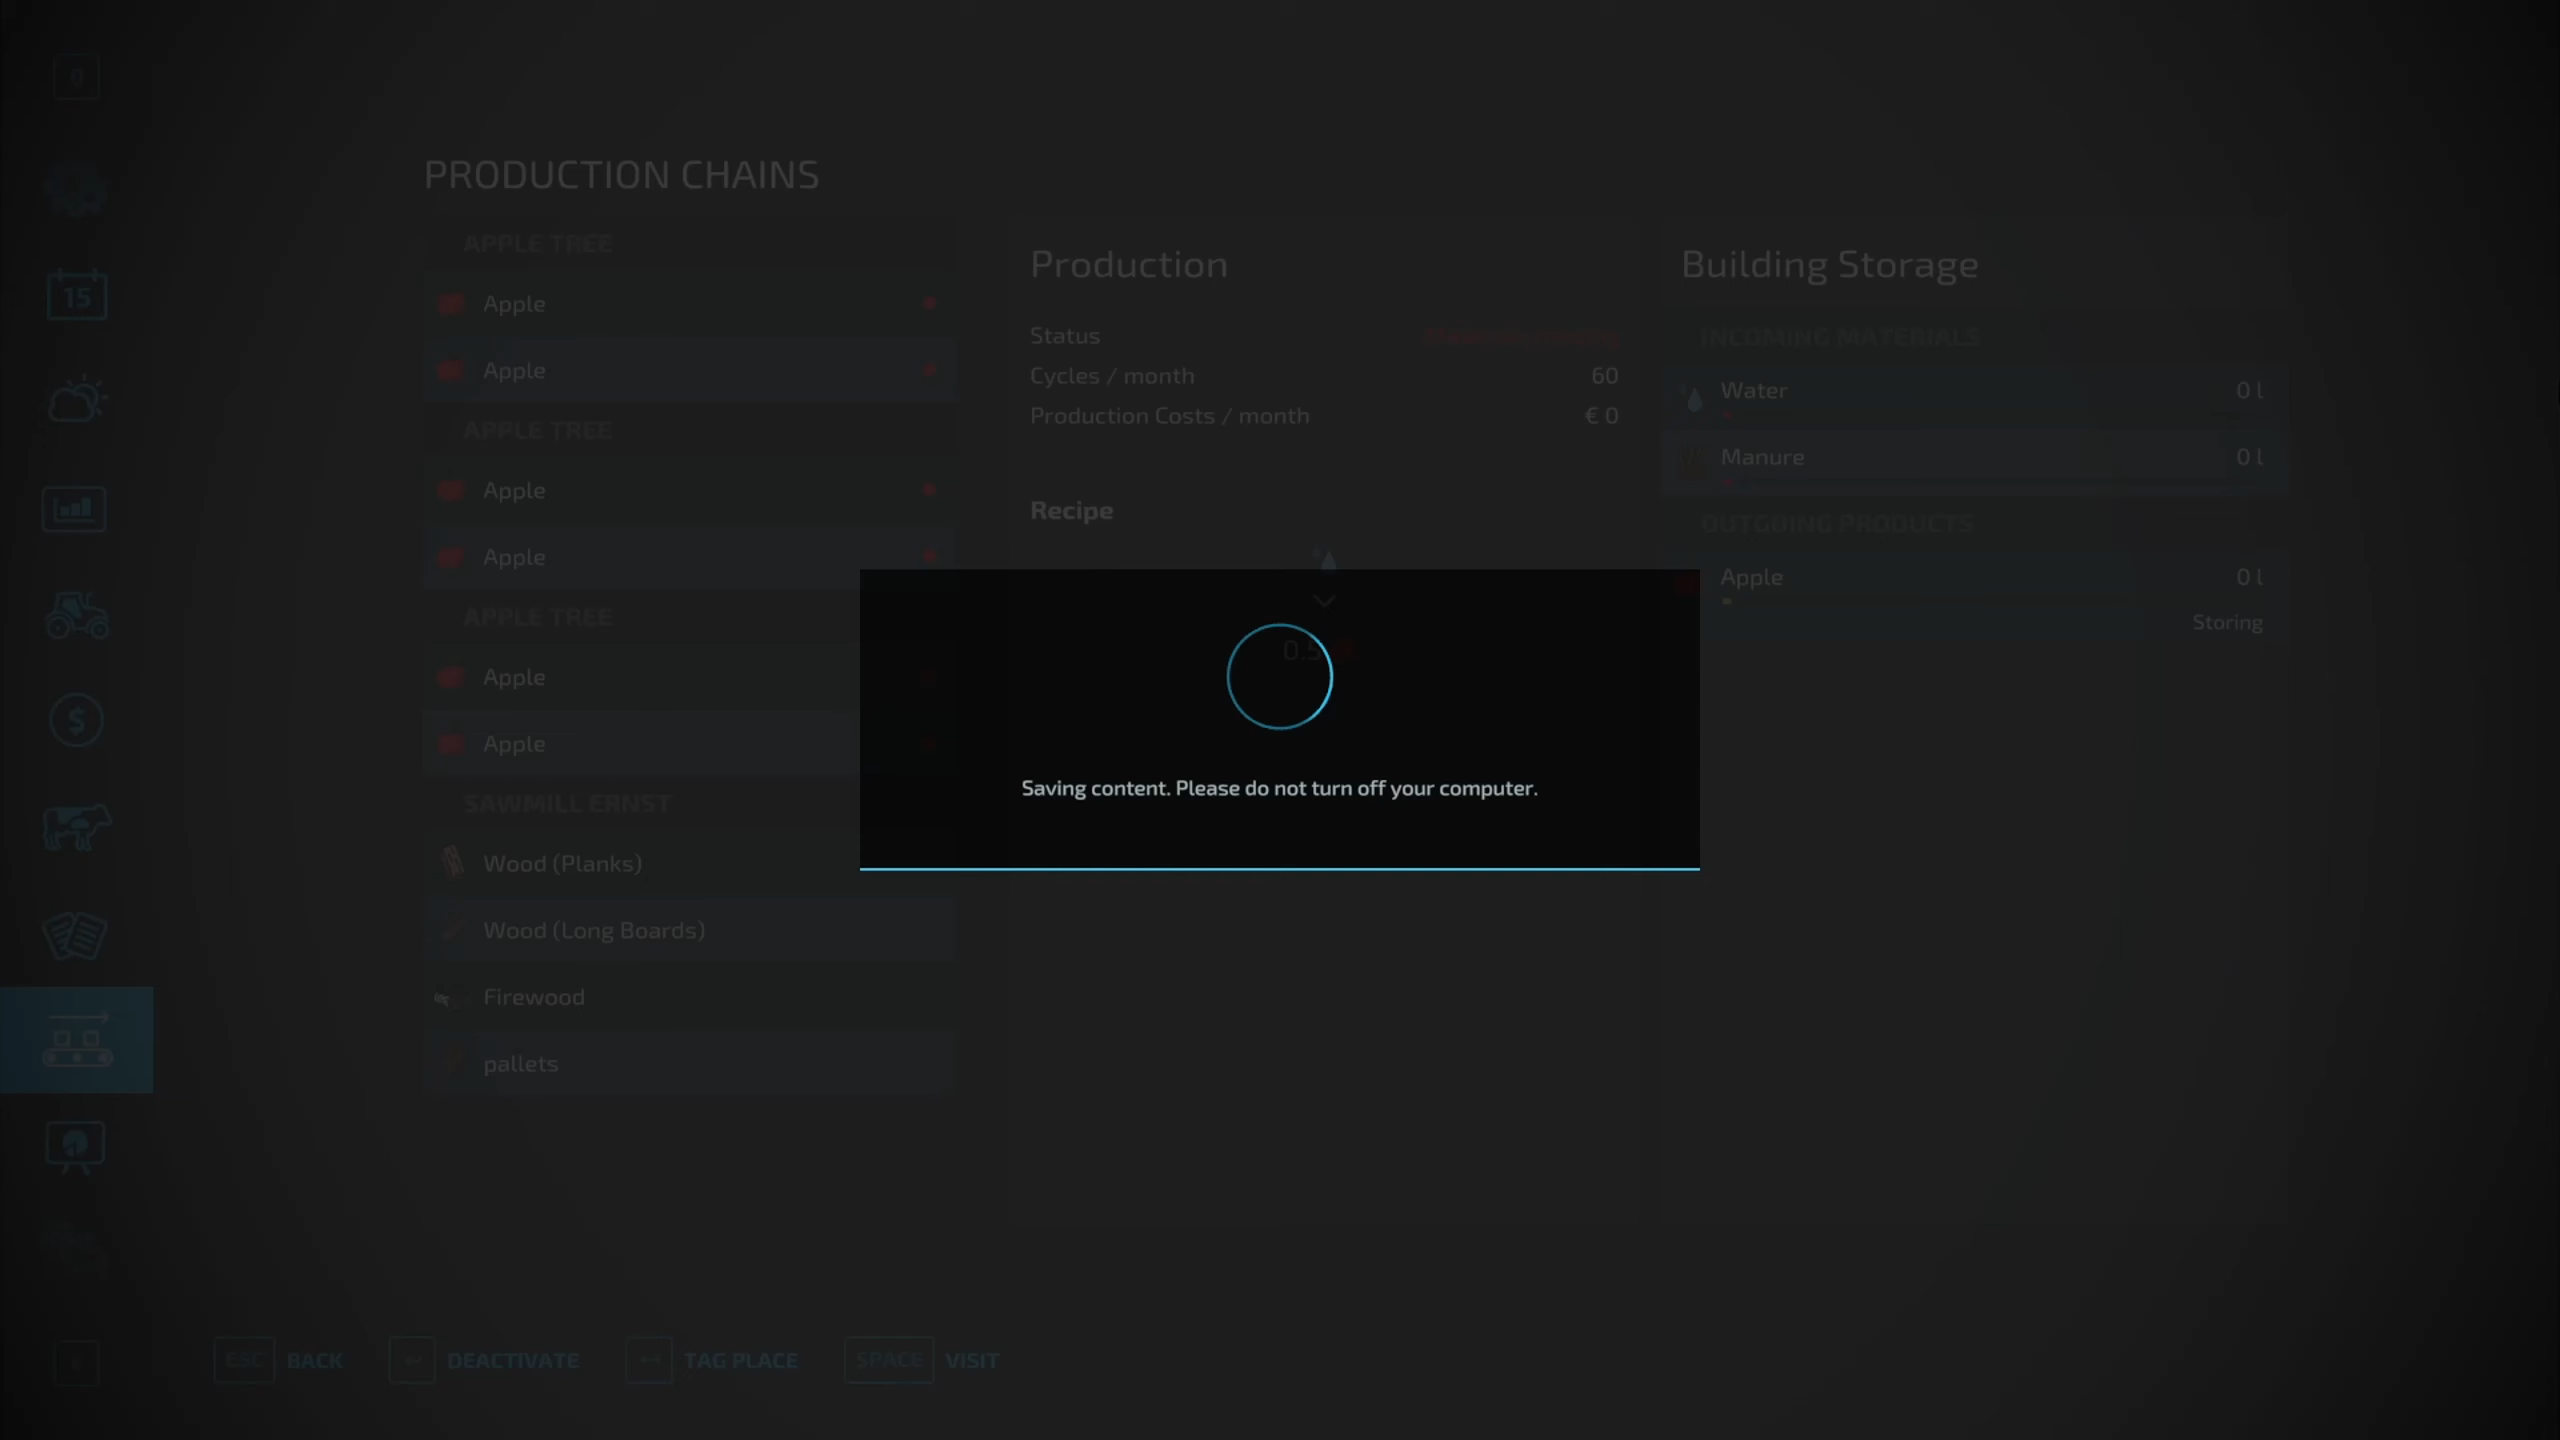 Q
15
PRODUCTION CHAINS
APPLE TREE
Apple
Apple
APPLE TREE
Apple
Apple
APPLE TREE
Apple
Apple
SAWMILL ERNST
Wood (Planks)
Wood (Long Boards)
Firewood
pallets
Production
Status
Cycles / month 60
Production Costs / month € 0
Recipe
0.5
Saving content. Please do not turn off your computer.
Building Storage
INCOMING MATERIALS
Water 0 l
Manure 0 l
OUTGOING PRODUCTS
Apple 0 l
Storing
ESC BACK DEACTIVATE TAG PLACE SPACE VISIT